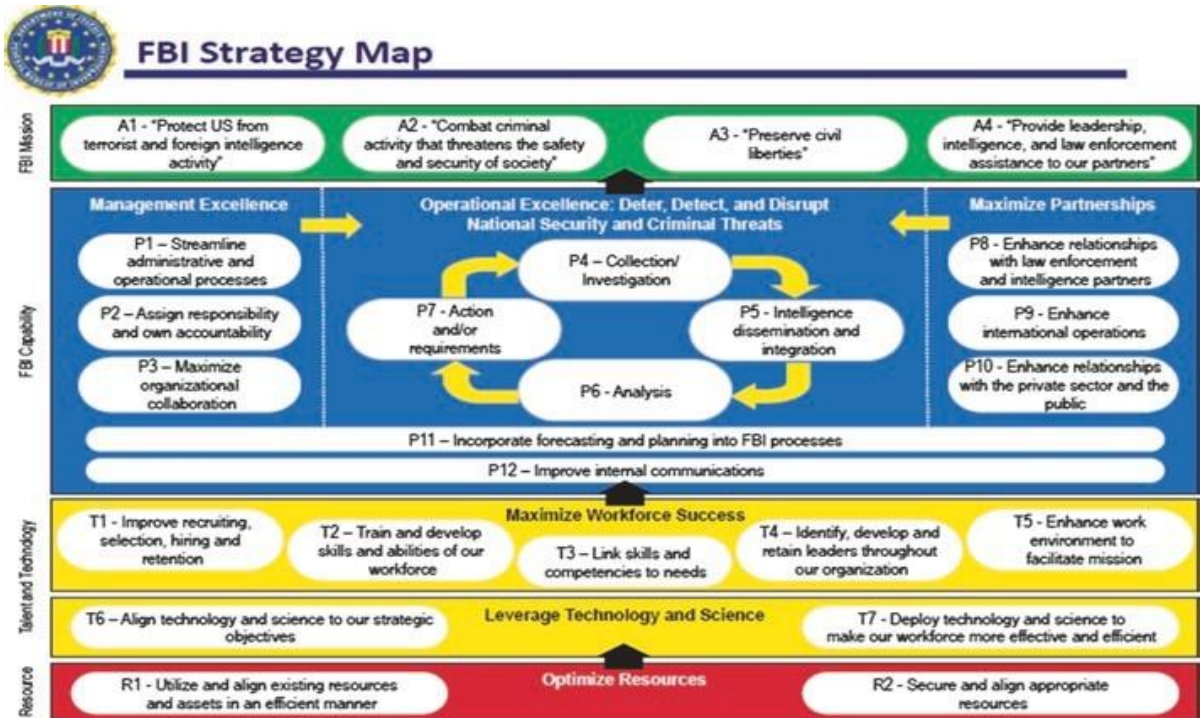 FBI Strategy Map
FBI Mission
A1 - "Protect US from
terrorist and foreign intelligence
activity"
A2 - "Combat criminal
activity that threatens the safety
and security of society"
A3 - "Preserve civil
liberties"
A4 - "Provide leadership,
intelligence, and law enforcement
assistance to our partners"
FBI Capability
Management Excellence
P1 – Streamline
administrative and
operational processes
P2 – Assign responsibility
and own accountability
P3 – Maximize
organizational
collaboration
Operational Excellence: Deter, Detect, and Disrupt
National Security and Criminal Threats
P4 – Collection/
Investigation
P7 - Action
and/or
requirements
P5 - Intelligence
dissemination and
integration
P6 - Analysis
Maximize Partnerships
P8 - Enhance relationships
with law enforcement
and intelligence partners
P9 – Enhance
international operations
P10 - Enhance relationships
with the private sector and the
public
P11 – Incorporate forecasting and planning into FBI processes
P12 – Improve internal communications
Talent and Technology
Maximize Workforce Success
T1 - Improve recruiting,
selection, hiring and
retention
T2 – Train and develop
skills and abilities of our
workforce
T3 – Link skills and
competencies to needs
T4 – Identify, develop and
retain leaders throughout
our organization
T5 - Enhance work
environment to
facilitate mission
Leverage Technology and Science
T6 – Align technology and science to our strategic
objectives
T7 - Deploy technology and science to
make our workforce more effective and efficient
Resource
Optimize Resources
R1 - Utilize and align existing resources
and assets in an efficient manner
R2 - Secure and align appropriate
resources